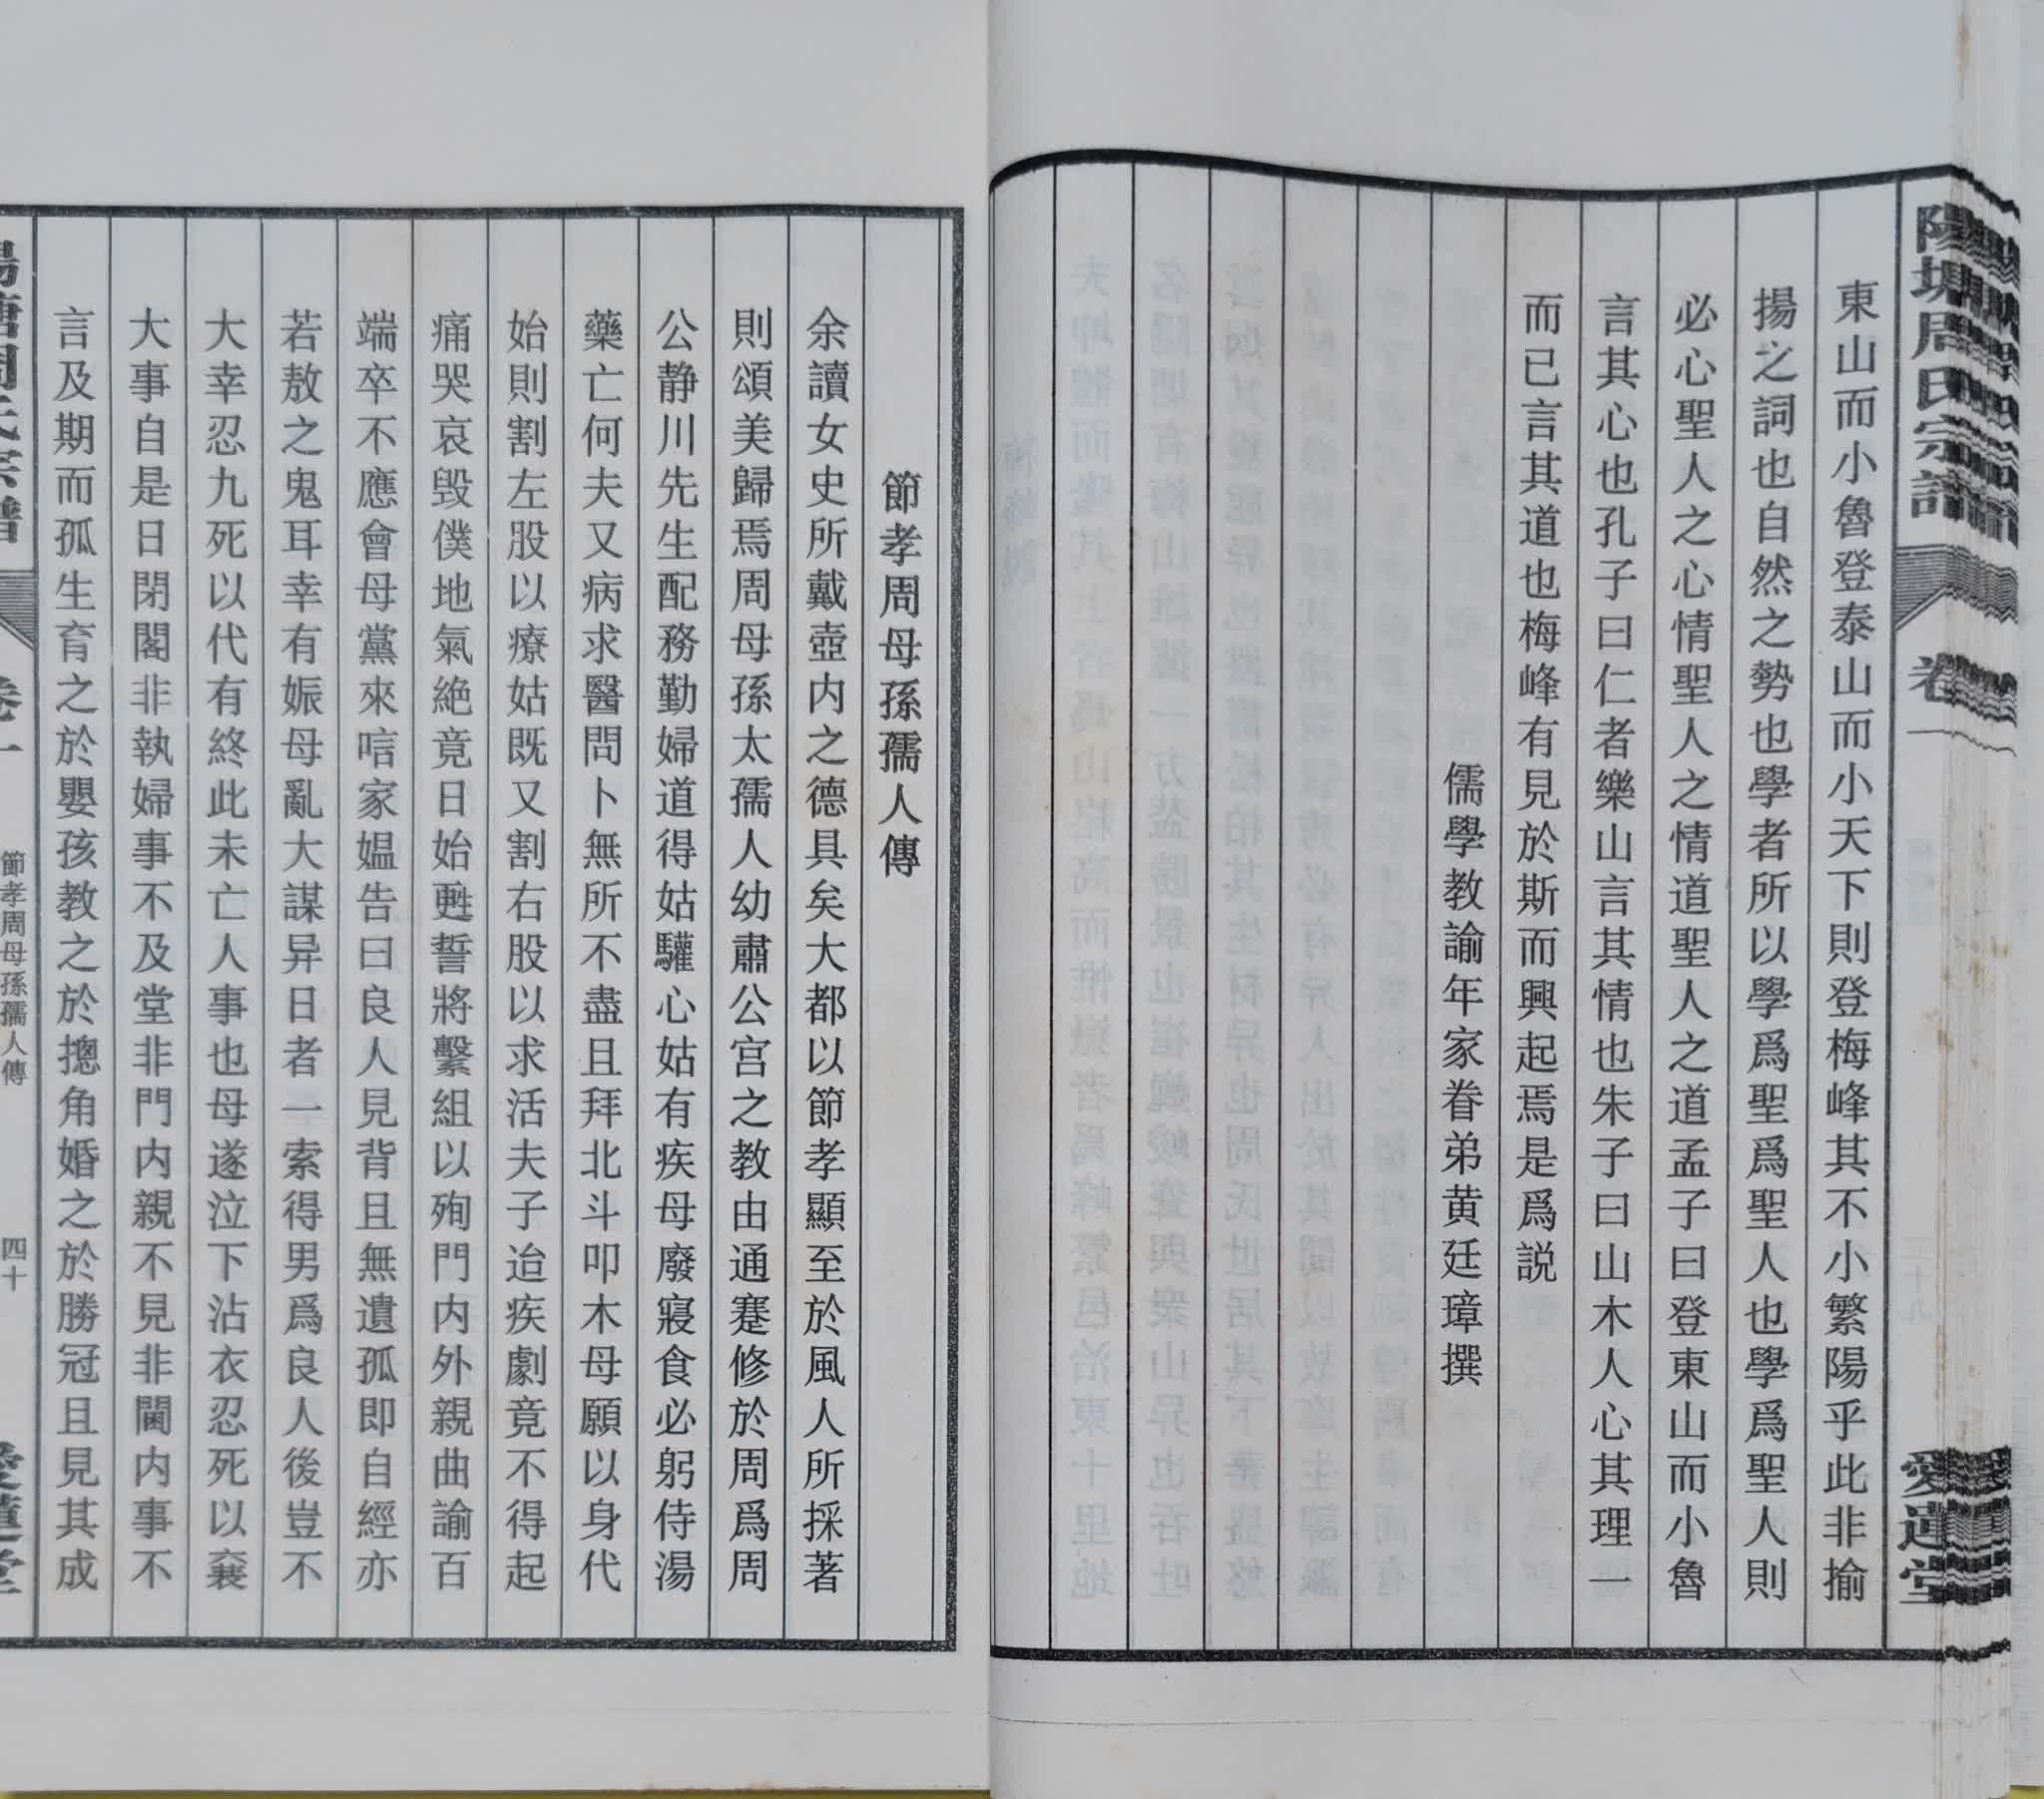 陽塘周氏宗譜 卷一 愛蓮堂
東山而小魯登泰山而小天下則登梅峰其不小繁陽乎此非揄
揚之詞也自然之勢也學者所以學爲聖爲聖人也學爲聖人則
必心聖人之心情聖人之情道聖人之道孟子曰登東山而小魯
言其心也孔子曰仁者樂山言其情也朱子曰山木人心其理一
而已言其道也梅峰有見於斯而興起焉是爲説
儒學教諭年家眷弟黄廷璋撰
節孝周母孫孺人傳
余讀女史所戴壺内之德具矣大都以節孝顯至於風人所採著
則頌美歸焉周母孫太孺人幼肅公宫之教由通蹇修於周爲周
公静川先生配務勤婦道得姑驩心姑有疾母廢寢食必躬侍湯
藥亡何夫又病求醫問卜無所不盡且拜北斗叩木母願以身代
始則割左股以療姑既又割右股以求活夫子迨疾劇竟不得起
痛哭哀毁僕地氣絶竟日始甦誓將繫組以殉門内外親曲諭百
端卒不應會母黨來唁家媪告曰良人見背且無遺孤即自經亦
若敖之鬼耳幸有娠母亂大謀异日者一索得男爲良人後豈不
大幸忍九死以代有終此未亡人事也母遂泣下沾衣忍死以襄
大事自是日閉閣非執婦事不及堂非門内親不見非閫内事不
言及期而孤生育之於嬰孩教之於摠角婚之於勝冠且見其成
陽塘周氏宗譜 卷一 節孝周母孫孺人傳 四十 愛蓮堂